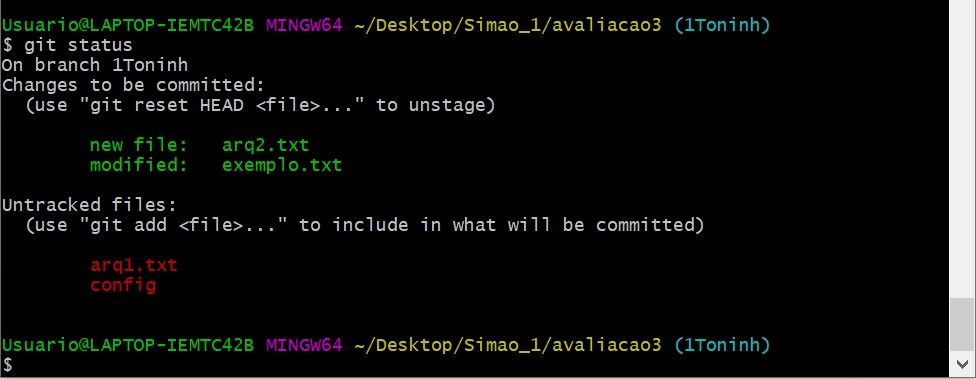 Usuario@LAPTOP-IEMTC42B MINGW64 ~/Desktop/Simao_1/avaliacao3 (1Toninh)
$ git status
On branch 1Toninh
Changes to be committed:
  (use "git reset HEAD <file>..." to unstage)

        new file:   arq2.txt
        modified:   exemplo.txt

Untracked files:
  (use "git add <file>..." to include in what will be committed)

        arq1.txt
        config

Usuario@LAPTOP-IEMTC42B MINGW64 ~/Desktop/Simao_1/avaliacao3 (1Toninh)
$